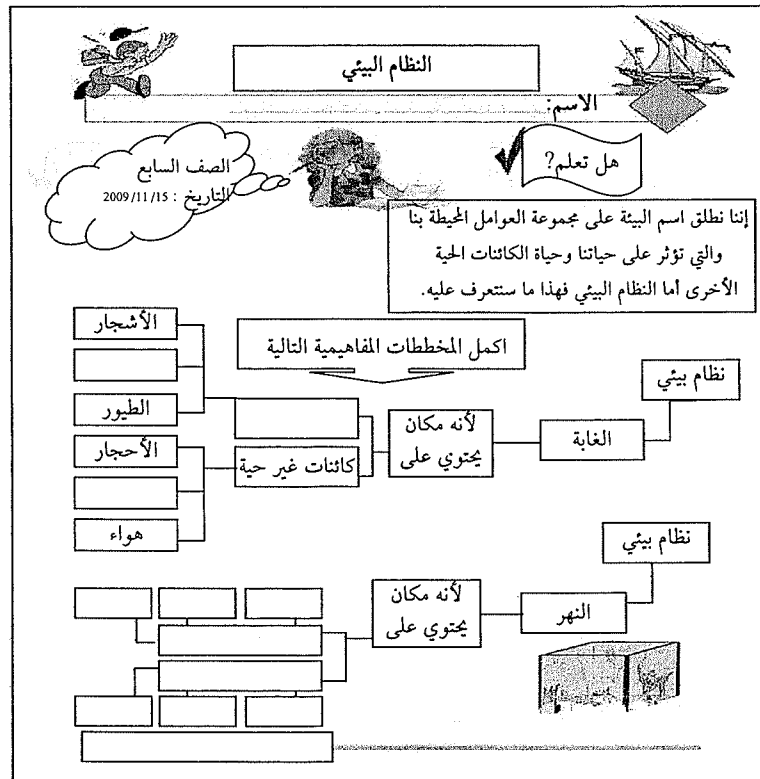 النظام البيئي
الاسم:
هل تعلم?
الصف السابع
التاريخ : 2009/11/15
إننا نطلق اسم البيئة على مجموعة العوامل المحيطة بنا
والتي تؤثر على حياتنا وحياة الكائنات الحية
الأخرى أما النظام البيئي فهذا ما سنتعرف عليه.
اكمل المخططات المفاهيمية التالية
نظام بيئي
الغابة
لأنه مكان
يحتوي على
كائنات غير حية
الأشجار
الطيور
الأحجار
هواء
نظام بيئي
النهر
لأنه مكان
يحتوي على